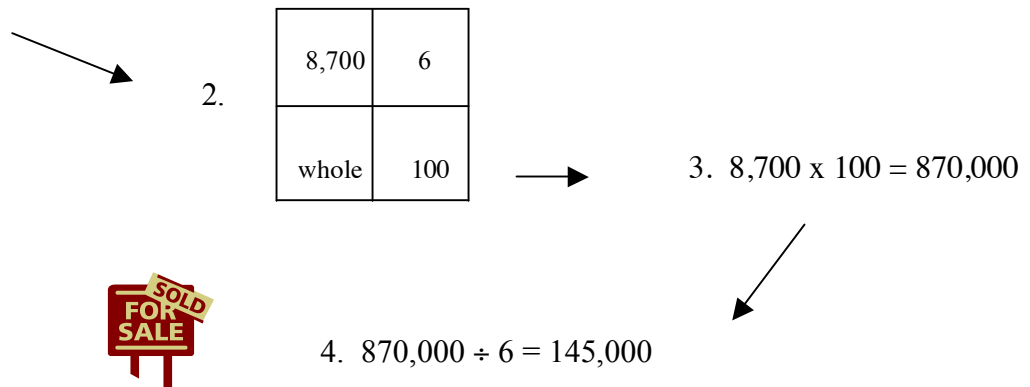 2.
8,700 6
whole 100
3. 8,700 x 100 = 870,000
SOLD
FOR
SALE
4. 870,000 ÷ 6 = 145,000